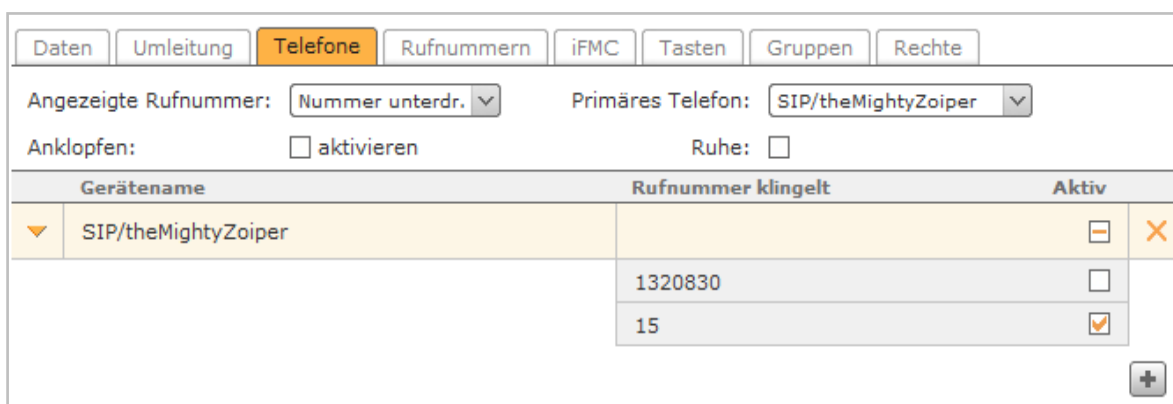 Daten Umleitung Telefone Rufnummern iFMC Tasten Gruppen Rechte
Angezeigte Rufnummer: Nummer unterdr. Primäres Telefon: SIP/theMightyZoiper
Anklopfen: aktivieren Ruhe:
Gerätename Rufnummer klingelt Aktiv
SIP/theMightyZoiper
1320830
15